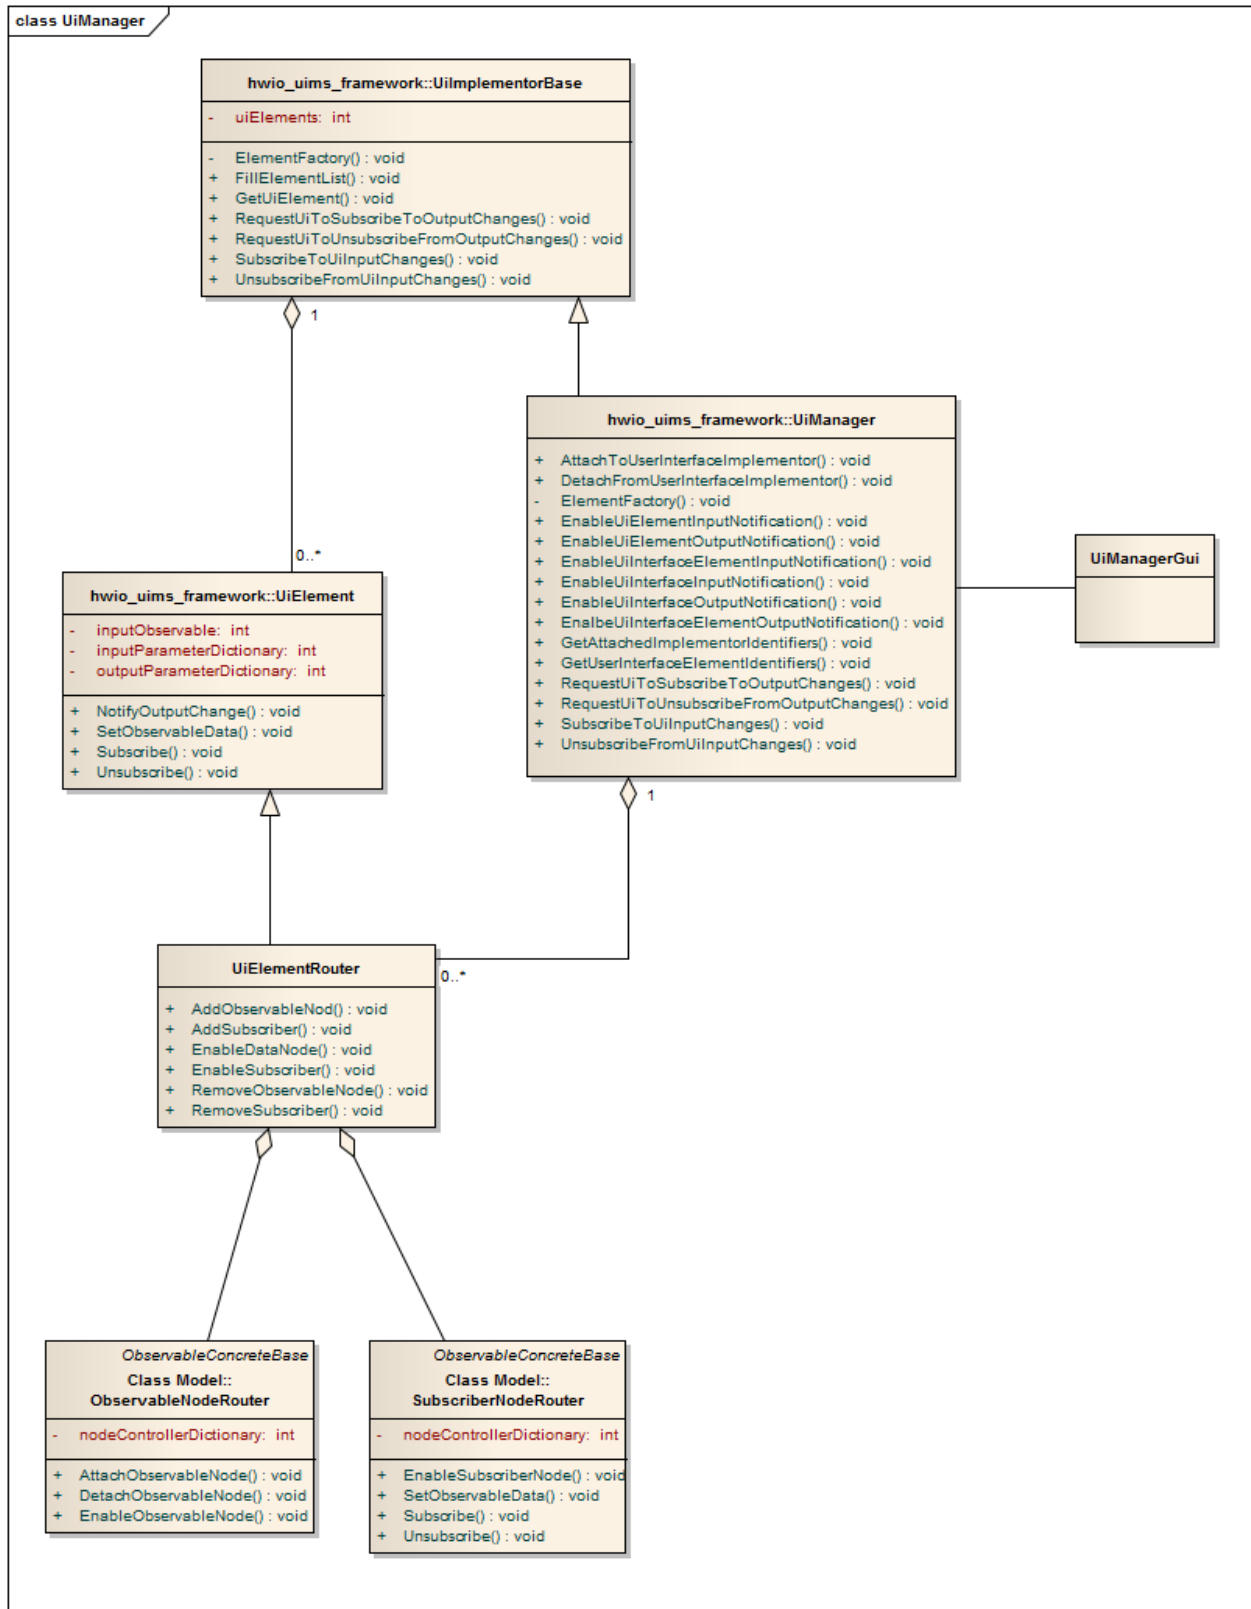 class UiManager
hwio_uims_framework::UiImplementorBase
- uiElements: int
- ElementFactory() : void
+ FillElementList() : void
+ GetUiElement() : void
+ RequestUiToSubscribeToOutputChanges() : void
+ RequestUiToUnsubscribeFromOutputChanges() : void
+ SubscribeToUiInputChanges() : void
+ UnsubscribeFromUiInputChanges() : void
1
hwio_uims_framework::UiManager
+ AttachToUserInterfaceImplementor() : void
+ DetachFromUserInterfaceImplementor() : void
- ElementFactory() : void
+ EnableUiElementInputNotification() : void
+ EnableUiElementOutputNotification() : void
+ EnableUiInterfaceElementInputNotification() : void
+ EnableUiInterfaceInputNotification() : void
+ EnableUiInterfaceOutputNotification() : void
+ EnalbeUiInterfaceElementOutputNotification() : void
+ GetAttachedImplementorIdentifiers() : void
+ GetUserInterfaceElementIdentifiers() : void
+ RequestUiToSubscribeToOutputChanges() : void
+ RequestUiToUnsubscribeFromOutputChanges() : void
+ SubscribeToUiInputChanges() : void
+ UnsubscribeFromUiInputChanges() : void
UiManagerGui
0..*
hwio_uims_framework::UiElement
- inputObservable: int
- inputParameterDictionary: int
- outputParameterDictionary: int
+ NotifyOutputChange() : void
+ SetObservableData() : void
+ Subscribe() : void
+ Unsubscribe() : void
1
UiElementRouter
+ AddObservableNod() : void
+ AddSubscriber() : void
+ EnableDataNode() : void
+ EnableSubscriber() : void
+ RemoveObservableNode() : void
+ RemoveSubscriber() : void
0..*
ObservableConcreteBase
Class Model::
ObservableNodeRouter
- nodeControllerDictionary: int
+ AttachObservableNode() : void
+ DetachObservableNode() : void
+ EnableObservableNode() : void
ObservableConcreteBase
Class Model::
SubscriberNodeRouter
- nodeControllerDictionary: int
+ EnableSubscriberNode() : void
+ SetObservableData() : void
+ Subscribe() : void
+ Unsubscribe() : void